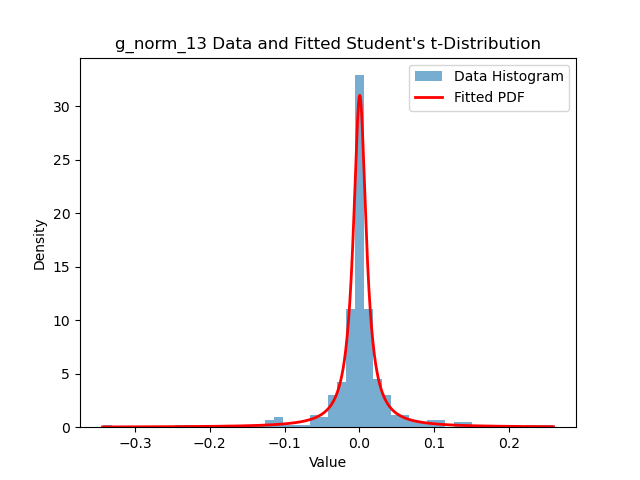 g_norm_13 Data and Fitted Student's t-Distribution
Data Histogram
Fitted PDF
Density
30
25
20
15
10
5
0
−0.3
−0.2
−0.1
0.0
0.1
0.2
Value